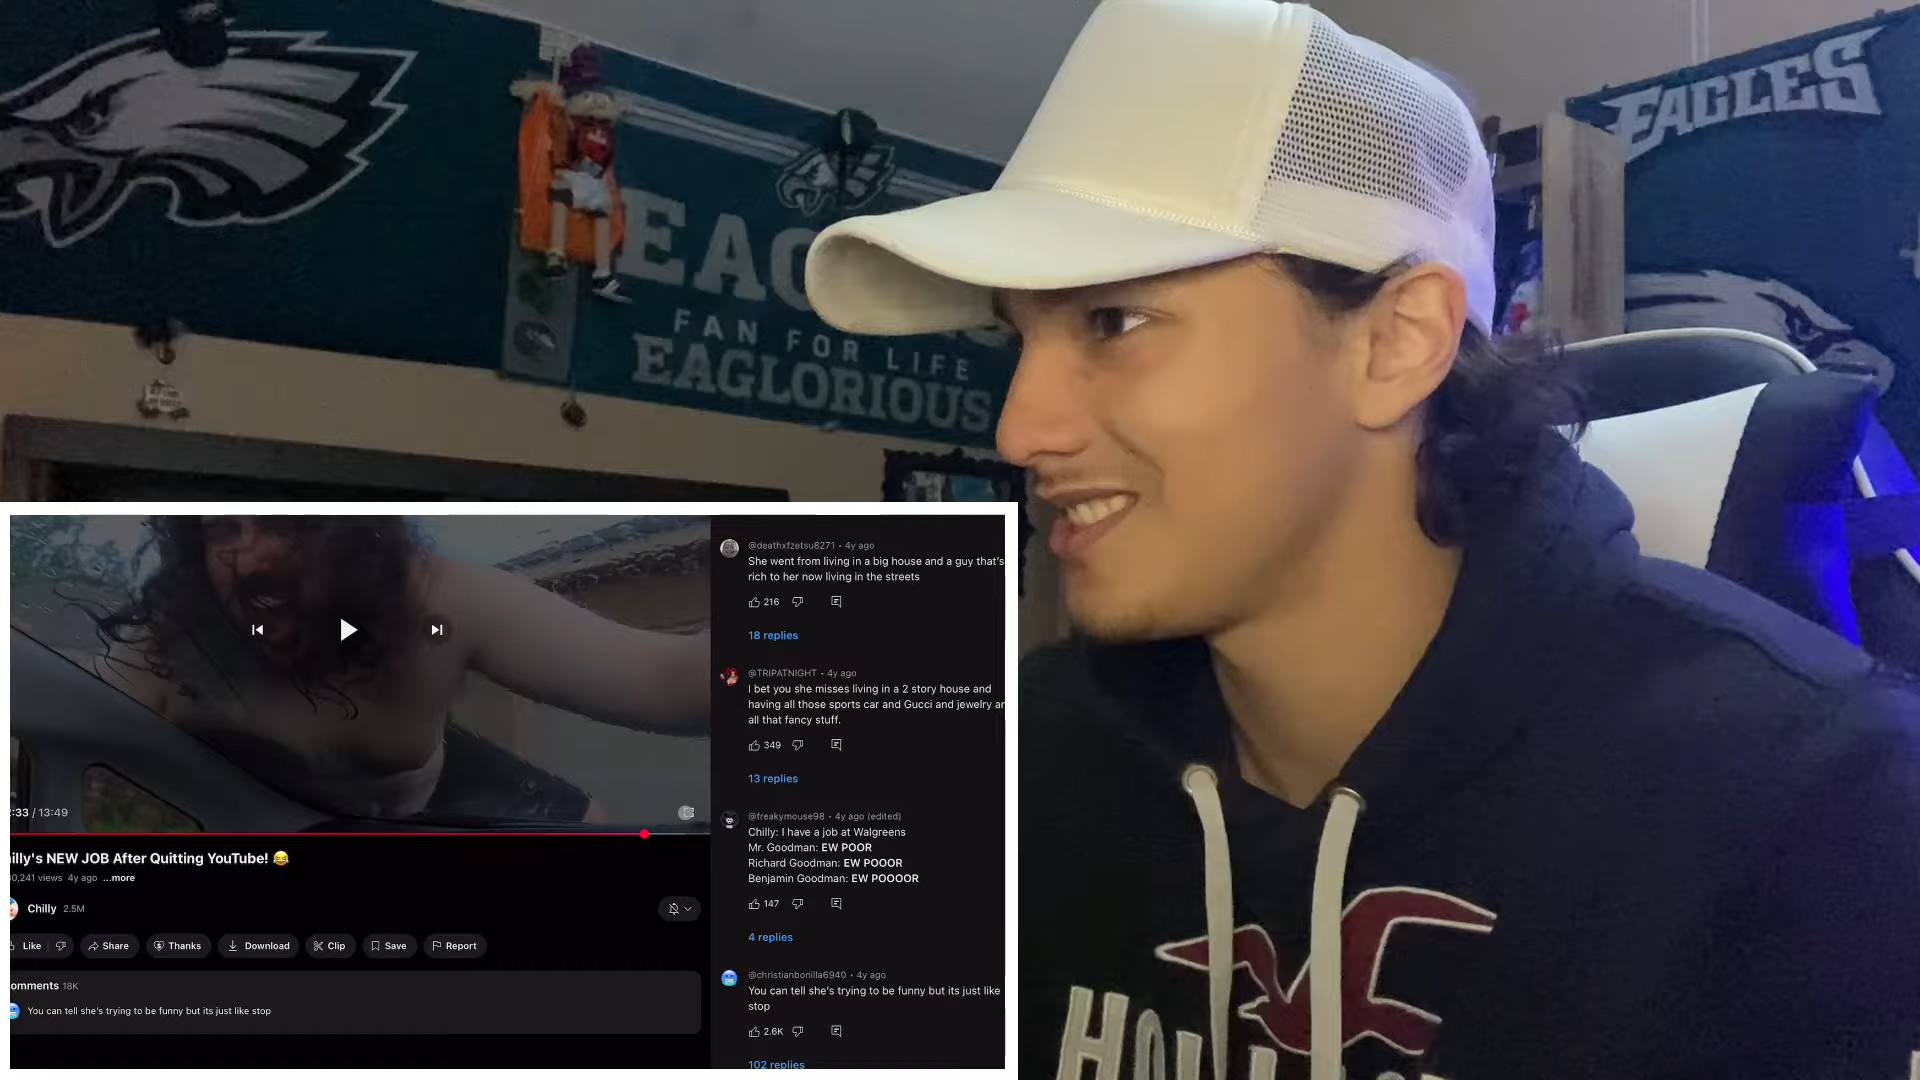 EAGLES
FAN FOR LIFE
EAGLORIOUS
@deathxfzetsu8271 • 4y ago
She went from living in a big house and a guy that's
rich to her now living in the streets
216
18 replies
@TRIPATNIGHT • 4y ago
I bet you she misses living in a 2 story house and
having all those sports car and Gucci and jewelry
all that fancy stuff.
349
13 replies
@freakymouse98 • 4y ago (edited)
Chilly: I have a job at Walgreens
Mr. Goodman: EW POOR
Richard Goodman: EW POOOR
Benjamin Goodman: EW POOOOR
147
4 replies
@christianbonilla6940 • 4y ago
You can tell she's trying to be funny but its just like
stop
2.6K
102 replies
:33 / 13:49
illy's NEW JOB After Quitting YouTube! 😂
0,241 views 4y ago ...more
Chilly 2.5M
Like Share Thanks Download Clip Save Report
omments 18K
You can tell she's trying to be funny but its just like stop